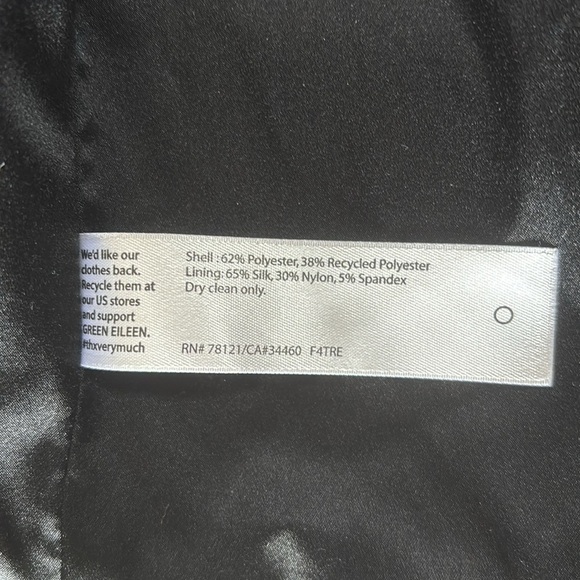 We'd like our
clothes back.
Recycle them at
our US stores
and support
GREEN EILEEN.
#thxverymuch
Shell : 62% Polyester, 38% Recycled Polyester
Lining: 65% Silk, 30% Nylon, 5% Spandex
Dry clean only.
RN# 78121/CA#34460 F4TRE